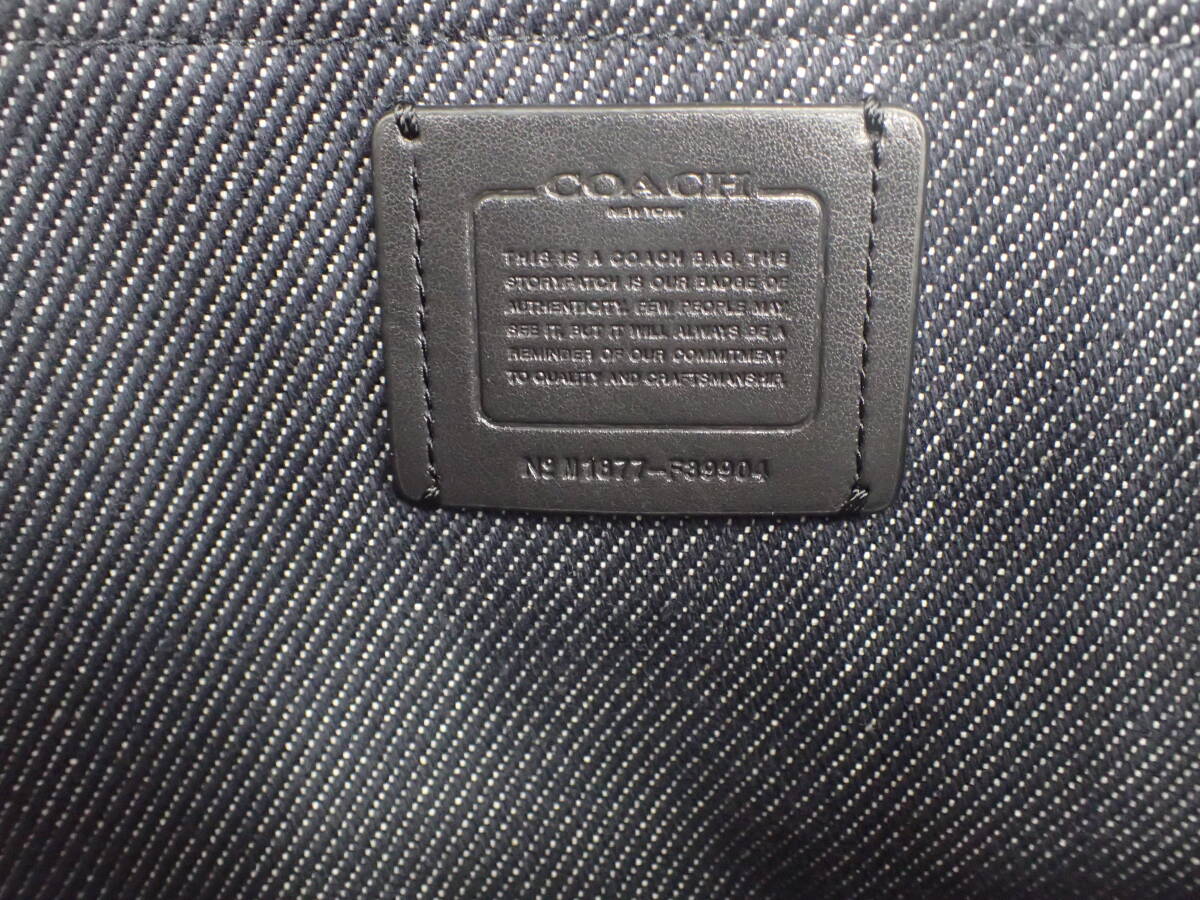 COACH
NEW YORK
THIS IS A COACH BAG. THE
STORYPATCH IS OUR BADGE OF
AUTHENTICITY. FEW PEOPLE MAY
SEE IT, BUT IT WILL ALWAYS BE A
REMINDER OF OUR COMMITMENT
TO QUALITY AND CRAFTSMANSHIP.
Nº M1877-F39904